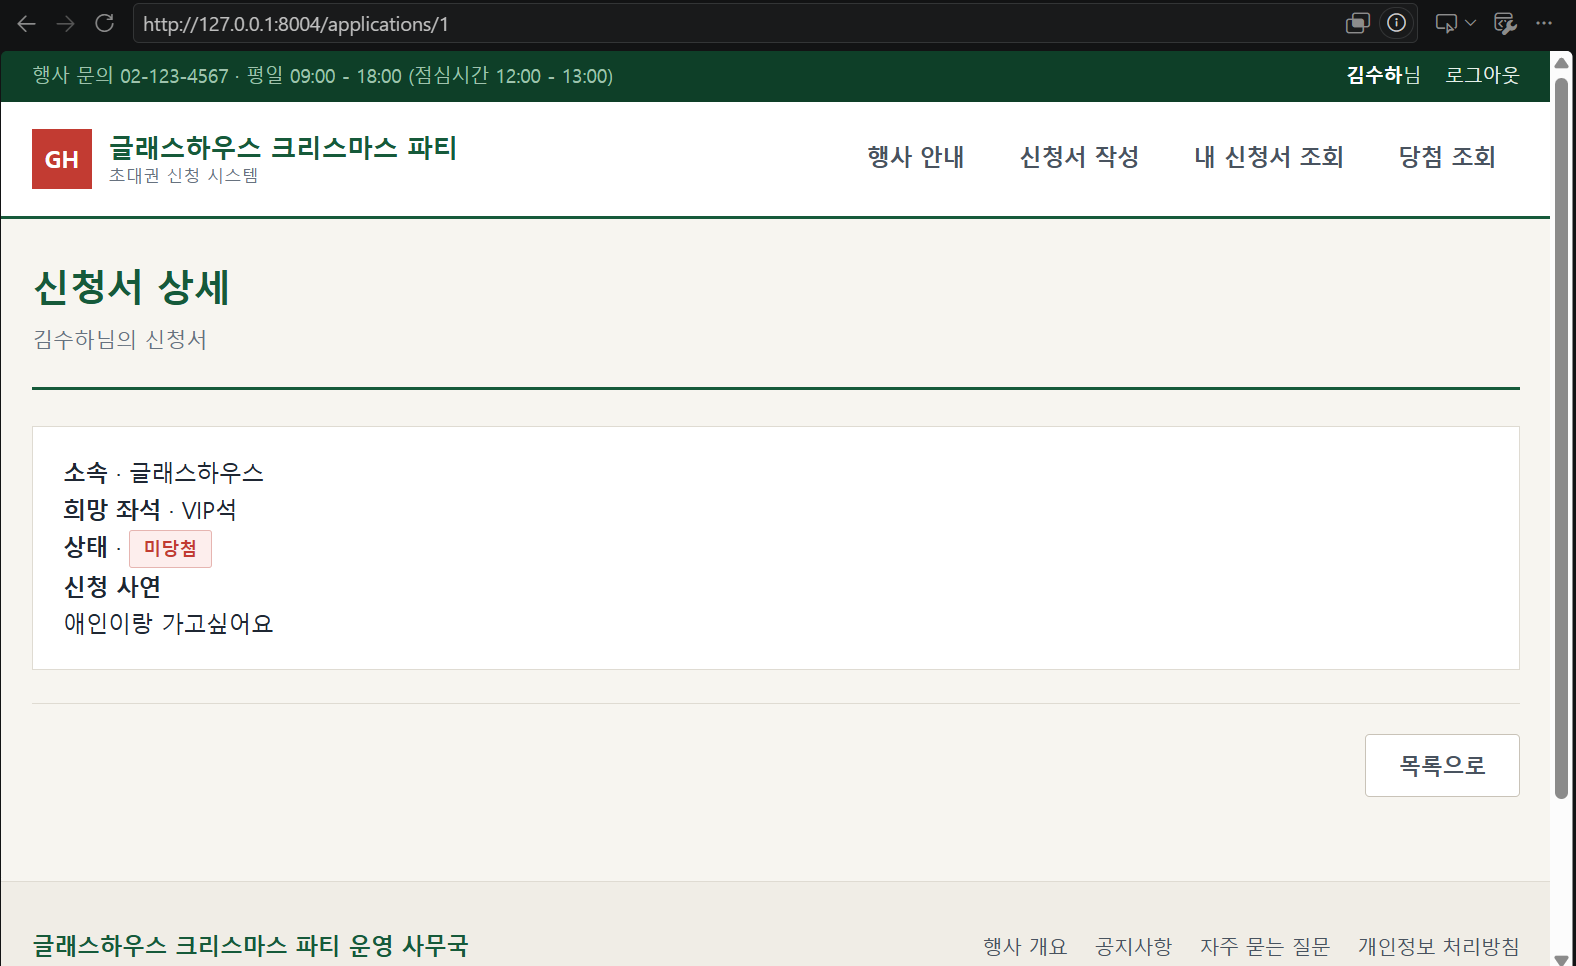 http://127.0.0.1:8004/applications/1
행사 문의 02-123-4567 · 평일 09:00 - 18:00 (점심시간 12:00 - 13:00)
김수하님 로그아웃
GH
글래스하우스 크리스마스 파티
초대권 신청 시스템
행사 안내 신청서 작성 내 신청서 조회 당첨 조회
신청서 상세
김수하님의 신청서
소속 · 글래스하우스
희망 좌석 · VIP석
상태 · 미당첨
신청 사연
애인이랑 가고싶어요
목록으로
글래스하우스 크리스마스 파티 운영 사무국
행사 개요 공지사항 자주 묻는 질문 개인정보 처리방침